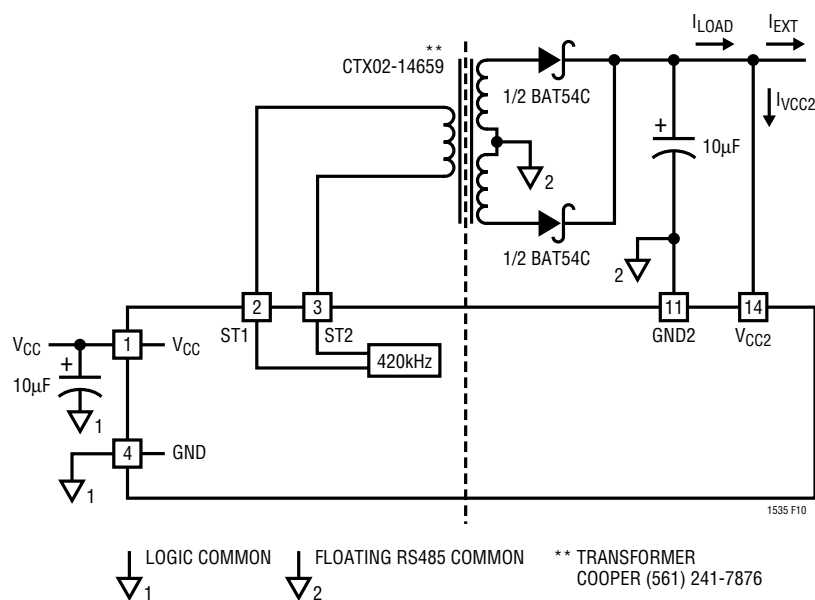 I_LOAD
I_EXT
**
CTX02-14659
1/2 BAT54C
I_VCC2
+
10µF
2
1/2 BAT54C
2
2
3
11
14
ST1
ST2
GND2
V_CC2
V_CC
1
V_CC
420kHz
+
10µF
1
4
GND
1
1535 F10
1
LOGIC COMMON
2
FLOATING RS485 COMMON
** TRANSFORMER
COOPER (561) 241-7876